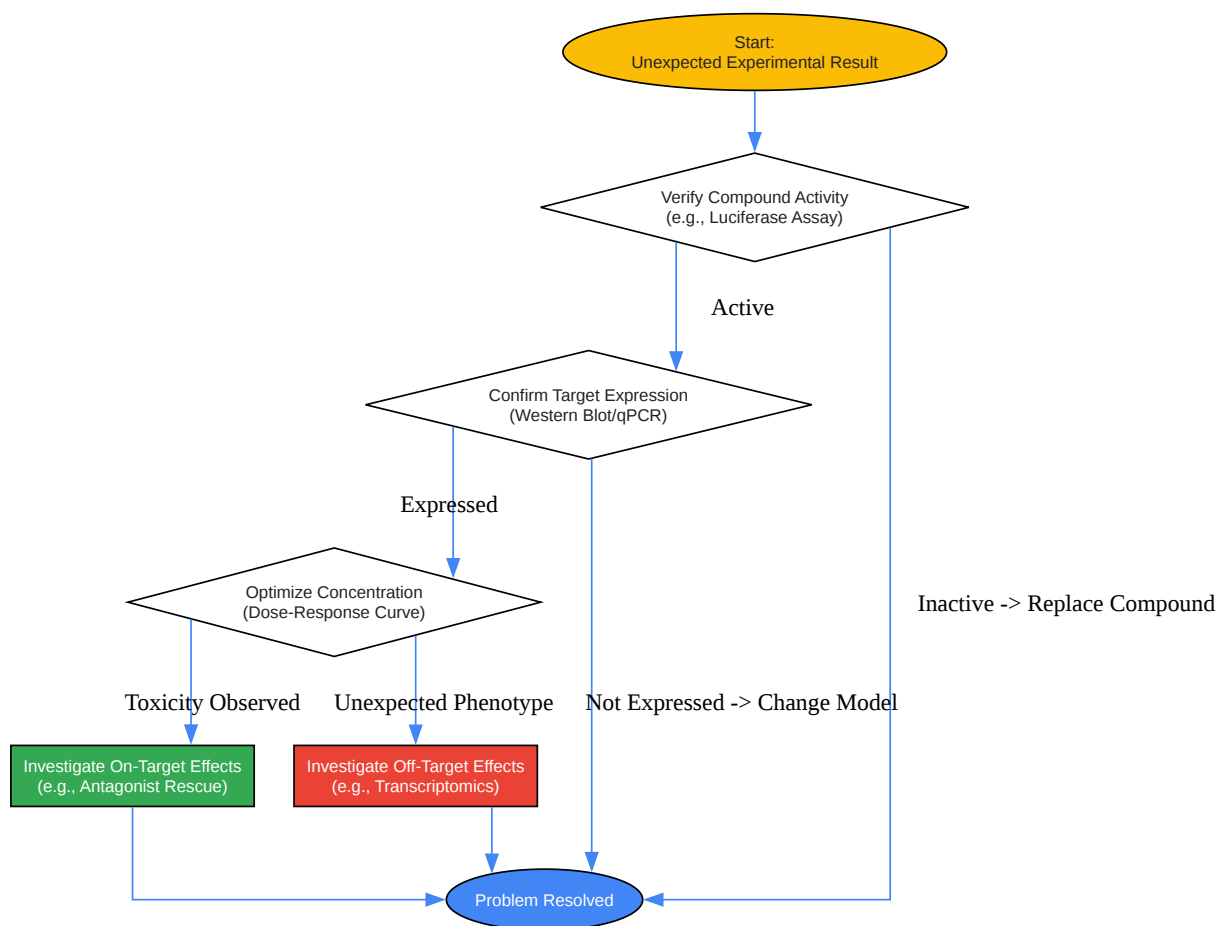 Start:
Unexpected Experimental Result
Verify Compound Activity
(e.g., Luciferase Assay)
Active
Confirm Target Expression
(Western Blot/qPCR)
Expressed
Optimize Concentration
(Dose-Response Curve)
Inactive -> Replace Compound
Toxicity Observed
Unexpected Phenotype
Not Expressed -> Change Model
Investigate On-Target Effects
(e.g., Antagonist Rescue)
Investigate Off-Target Effects
(e.g., Transcriptomics)
Problem Resolved